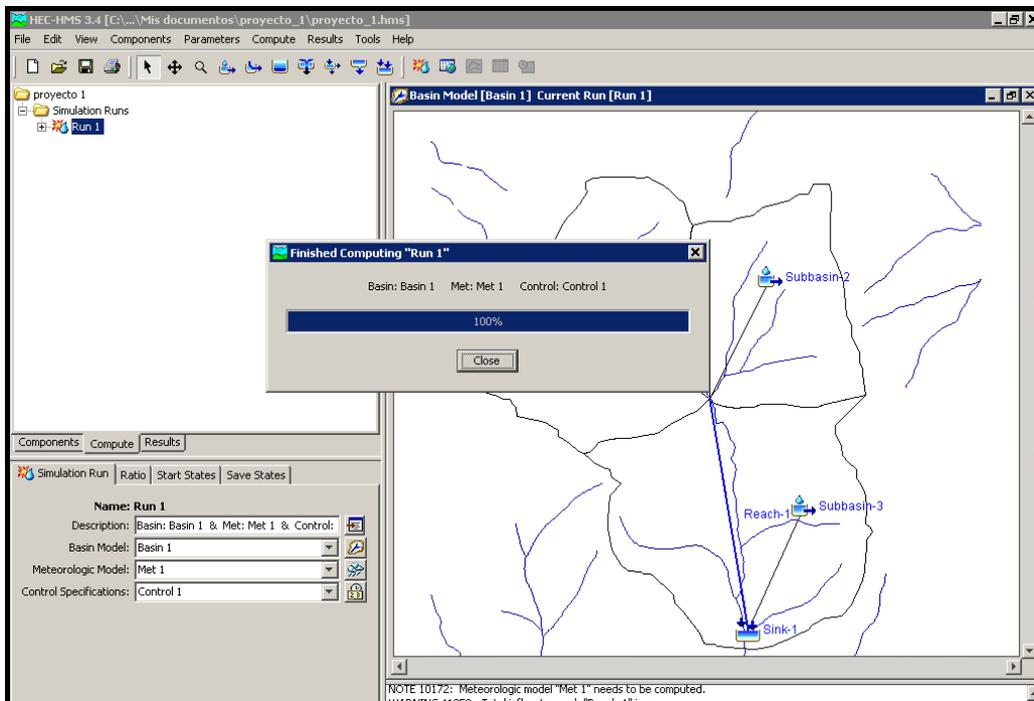 HEC-HMS 3.4 [C:\...\Mis documentos\proyecto_1\proyecto_1.hms]
File Edit View Components Parameters Compute Results Tools Help
proyecto 1
Simulation Runs
Run 1
Basin Model [Basin 1] Current Run [Run 1]
Finished Computing "Run 1"
Basin: Basin 1 Met: Met 1 Control: Control 1
100%
Close
Subbasin-2
Reach-1
Subbasin-3
Sink-1
Components Compute Results
Simulation Run Ratio Start States Save States
Name: Run 1
Description: Basin: Basin 1 & Met: Met 1 & Control:
Basin Model: Basin 1
Meteorologic Model: Met 1
Control Specifications: Control 1
NOTE 10172: Meteorologic model "Met 1" needs to be computed.